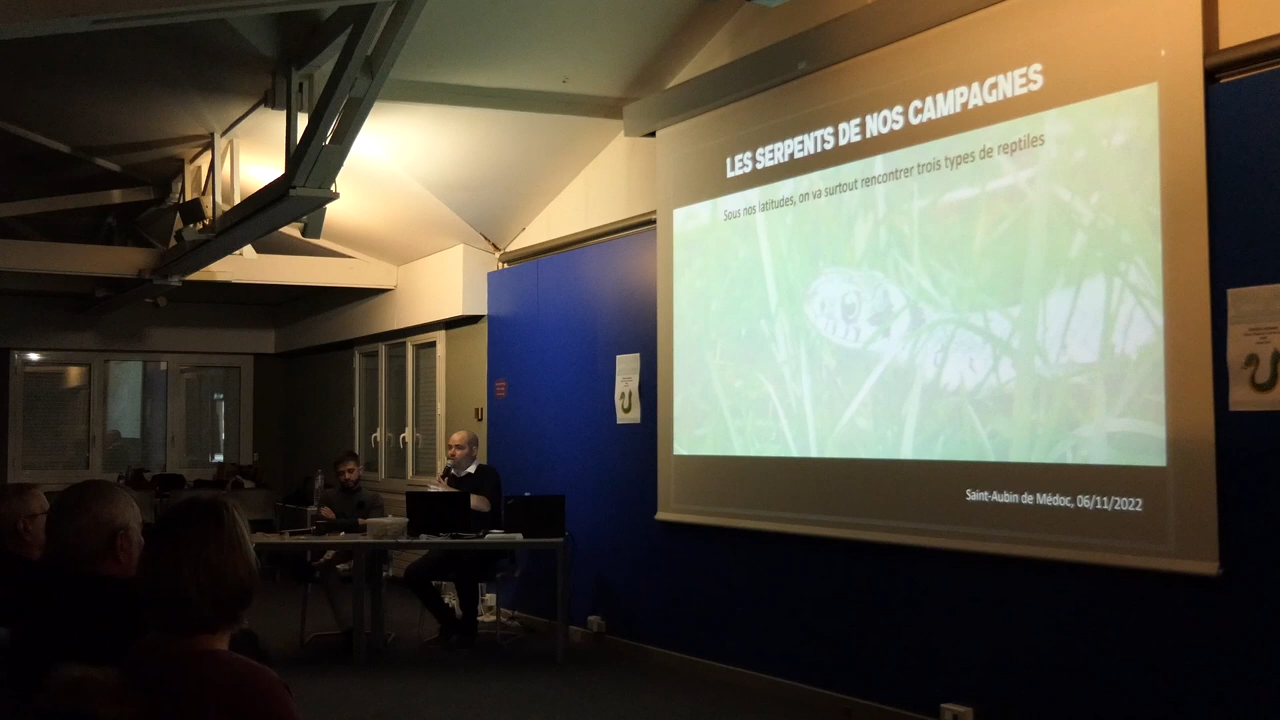 LES SERPENTS DE NOS CAMPAGNES
Sous nos latitudes, on va surtout rencontrer trois types de reptiles
Saint-Aubin de Médoc, 06/11/2022